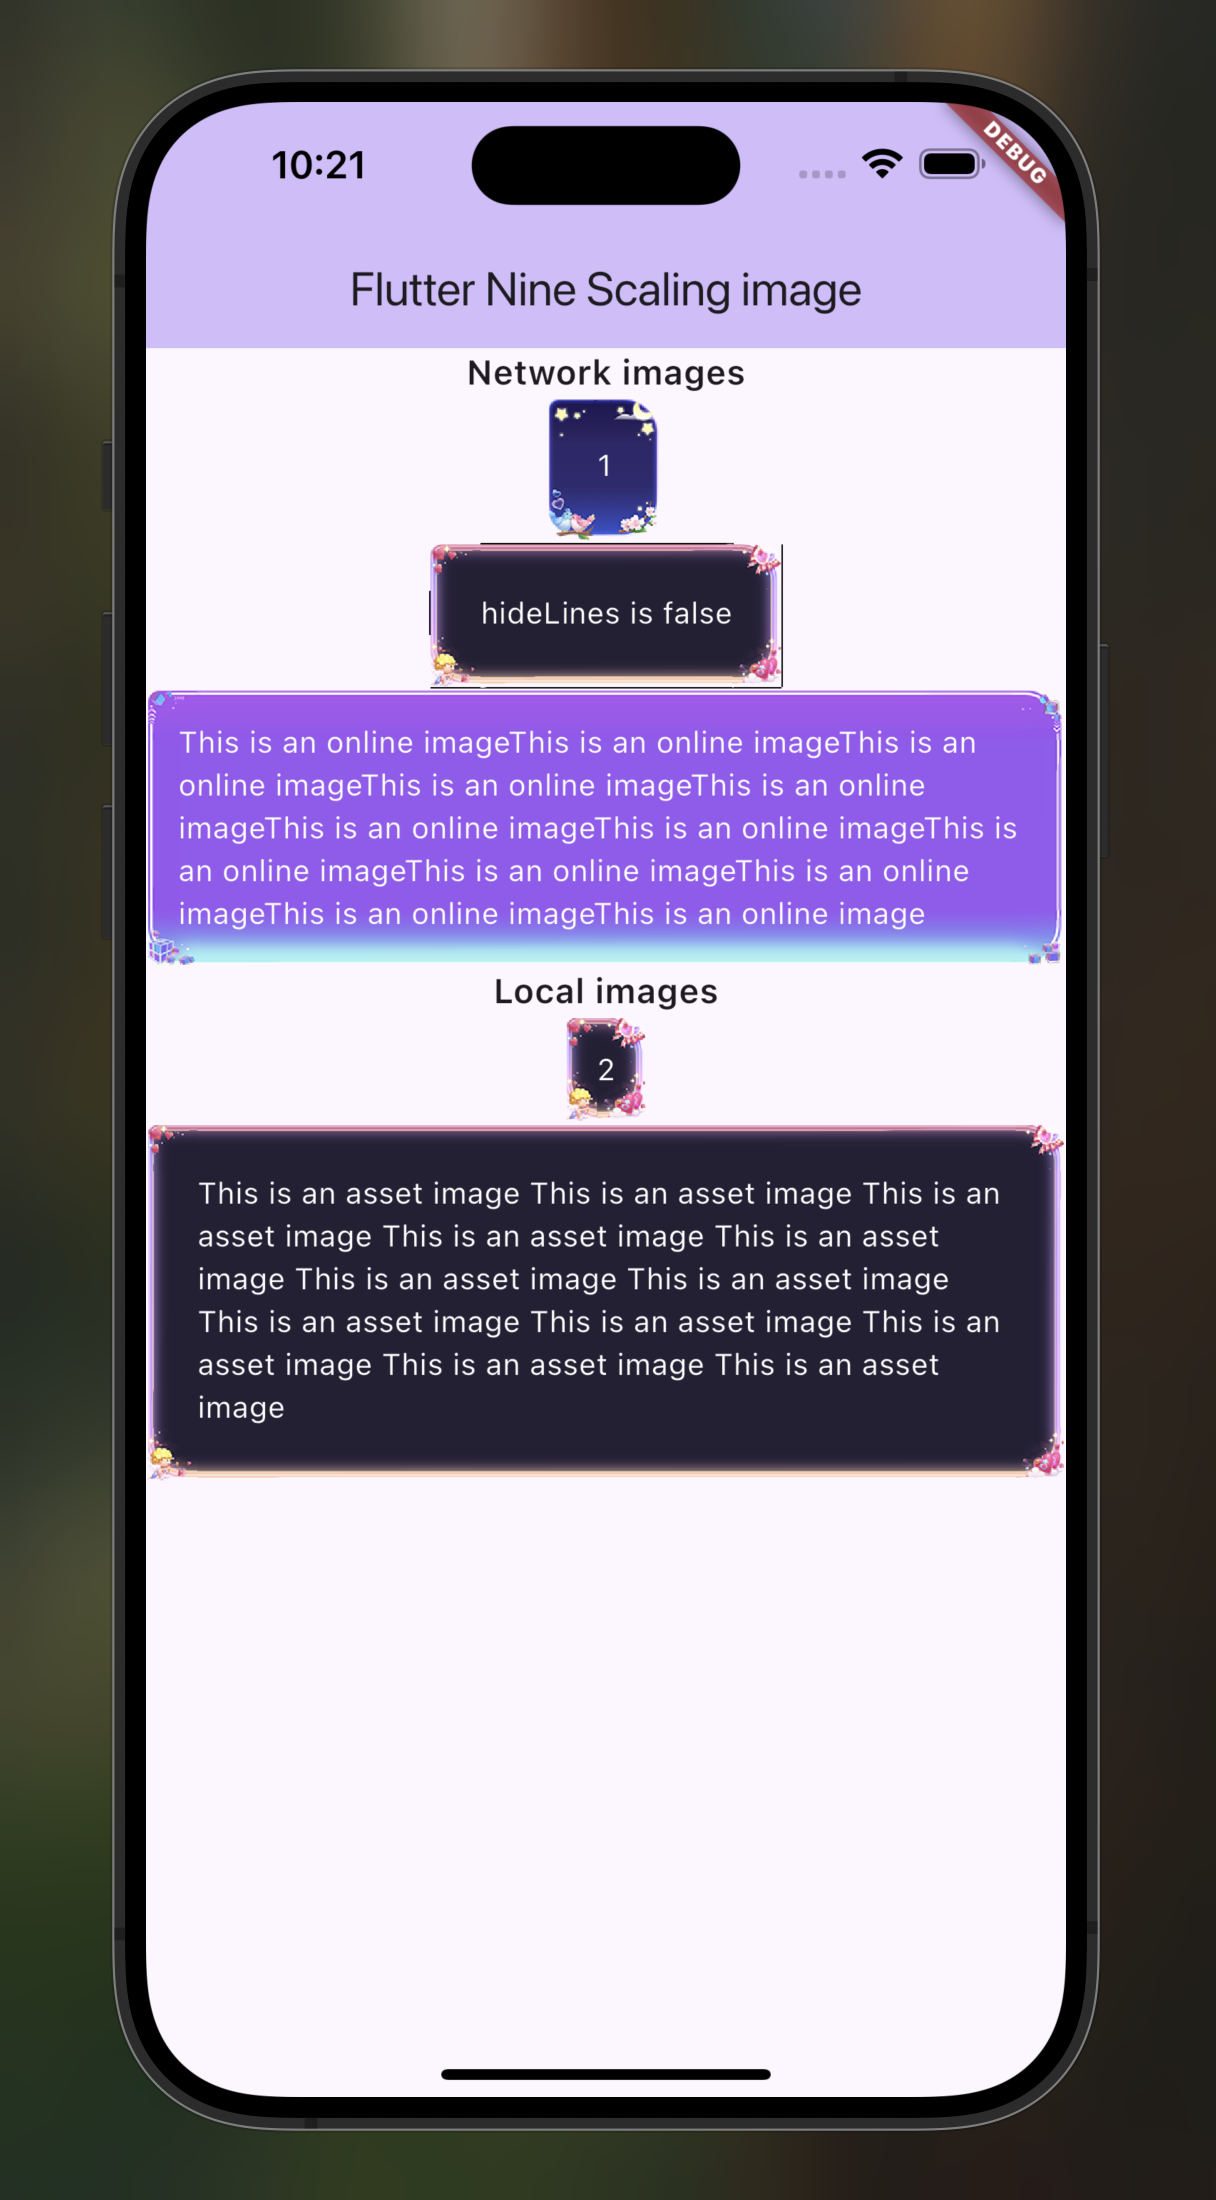 10:21
DEBUG
Flutter Nine Scaling image
Network images
1
hideLines is false
This is an online imageThis is an online imageThis is an
online imageThis is an online imageThis is an online
imageThis is an online imageThis is an online imageThis is
an online imageThis is an online imageThis is an online
imageThis is an online imageThis is an online image
Local images
2
This is an asset image This is an asset image This is an
asset image This is an asset image This is an asset
image This is an asset image This is an asset image
This is an asset image This is an asset image This is an
asset image This is an asset image This is an asset
image